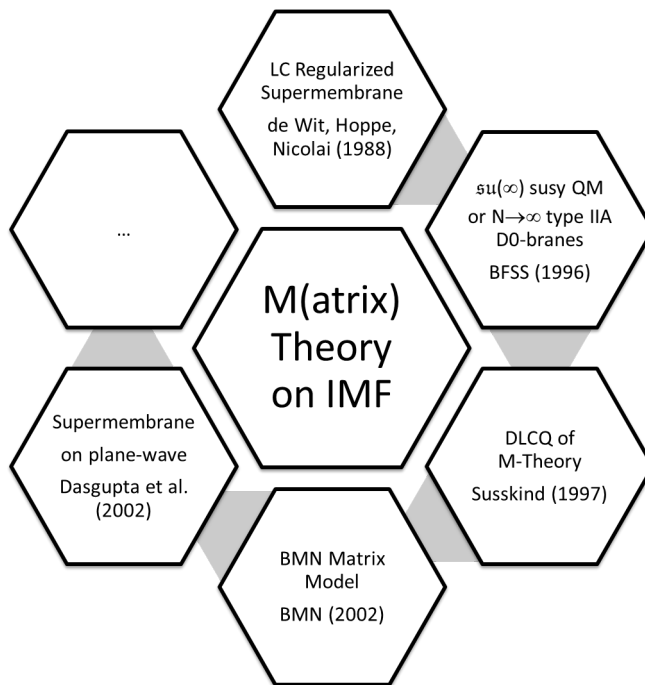 LC Regularized
Supermembrane
de Wit, Hoppe,
Nicolai (1988)
𝔰𝔲(∞) susy QM
or N→∞ type IIA
D0-branes
BFSS (1996)
...
M(atrix)
Theory
on IMF
Supermembrane
on plane-wave
Dasgupta et al.
(2002)
DLCQ of
M-Theory
Susskind (1997)
BMN Matrix
Model
BMN (2002)